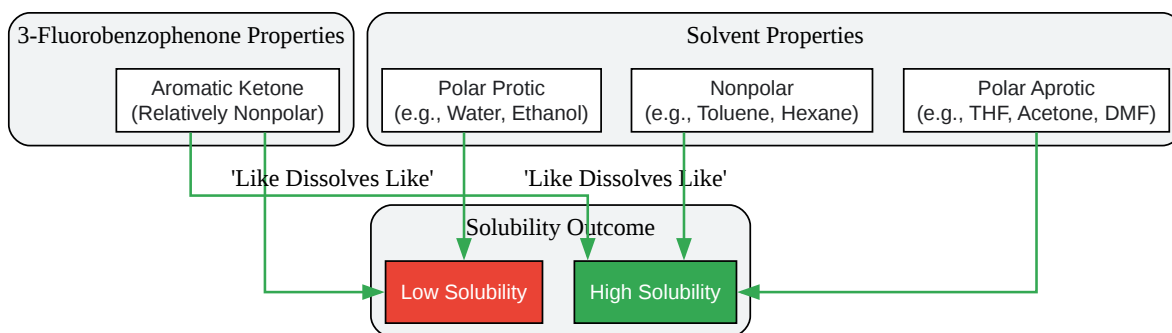 3-Fluorobenzophenone Properties
Solvent Properties
Aromatic Ketone
(Relatively Nonpolar)
Polar Protic
(e.g., Water, Ethanol)
Nonpolar
(e.g., Toluene, Hexane)
Polar Aprotic
(e.g., THF, Acetone, DMF)
'Like Dissolves Like'
'Like Dissolves Like'
Solubility Outcome
Low Solubility
High Solubility